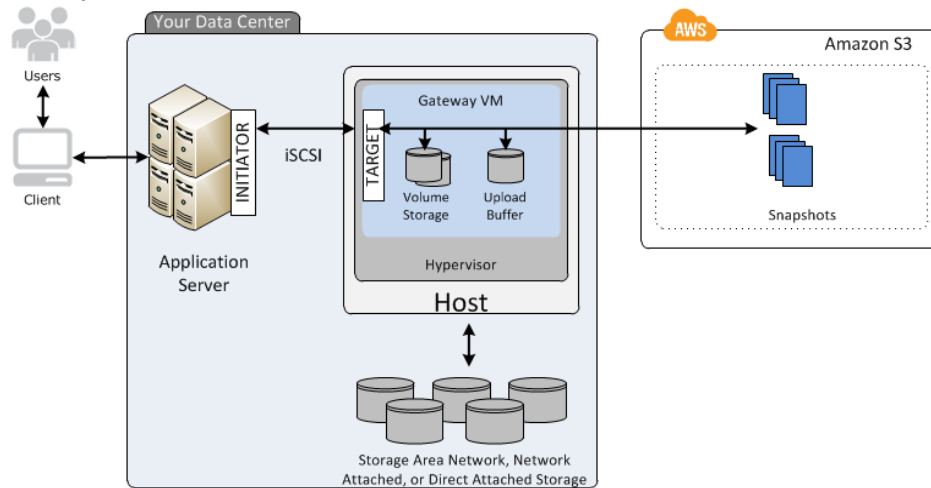 Users
Client
Your Data Center
INITIATOR
Application
Server
iSCSI
TARGET
Gateway VM
Volume
Storage
Upload
Buffer
Hypervisor
Host
Storage Area Network, Network
Attached, or Direct Attached Storage
AWS
Amazon S3
Snapshots